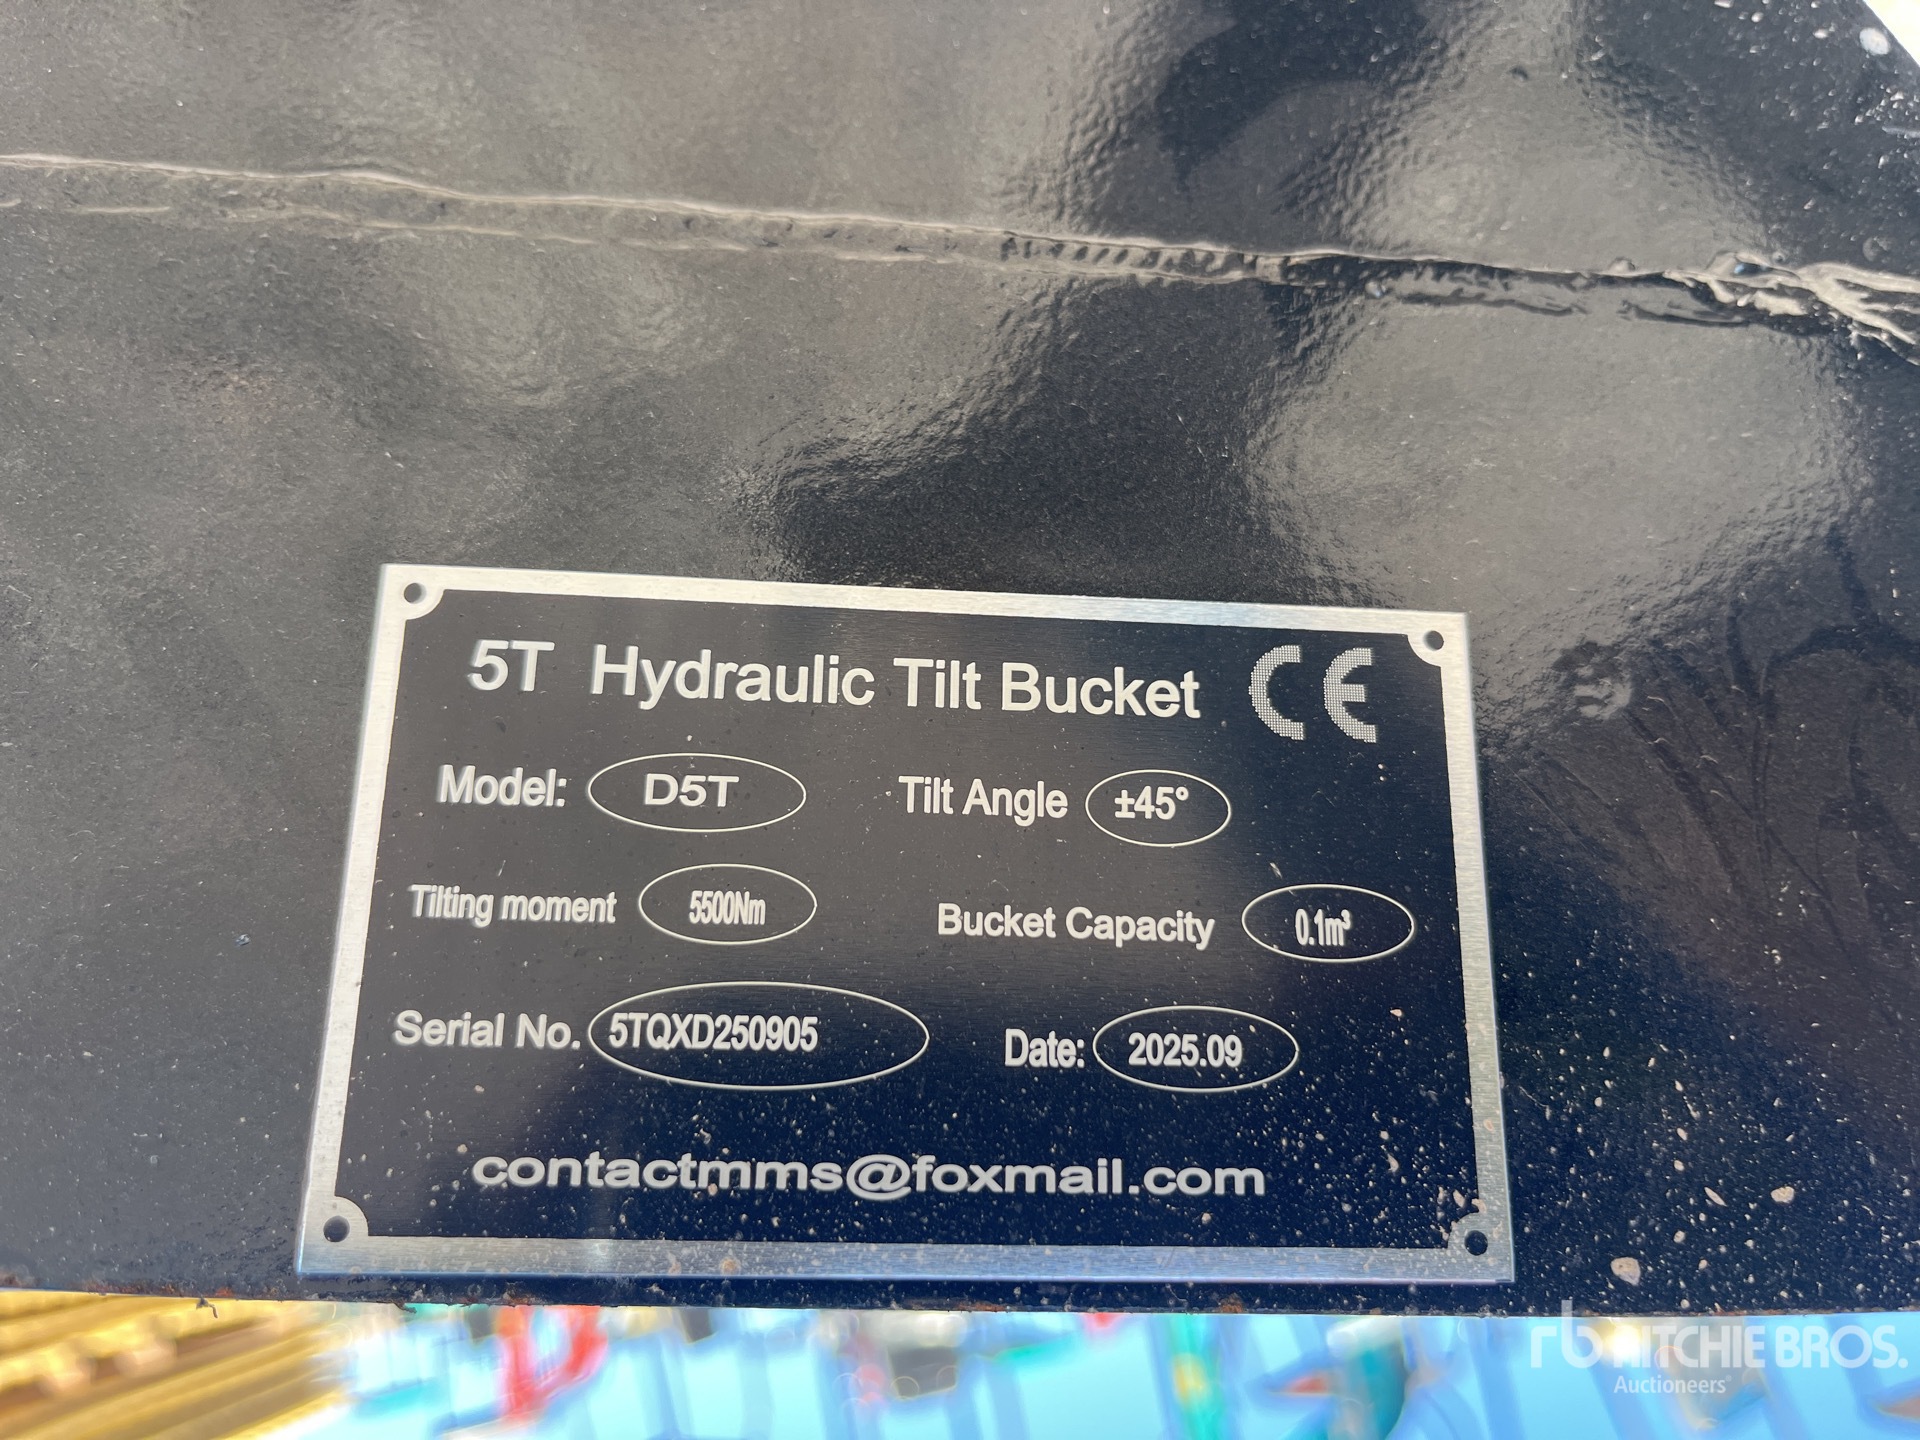 5T Hydraulic Tilt Bucket CE
Model: D5T Tilt Angle ±45°
Tilting moment 5500Nm Bucket Capacity 0.1m³
Serial No. 5TQXD250905 Date: 2025.09
contactmms@foxmail.com
rb RITCHIE BROS.
Auctioneers